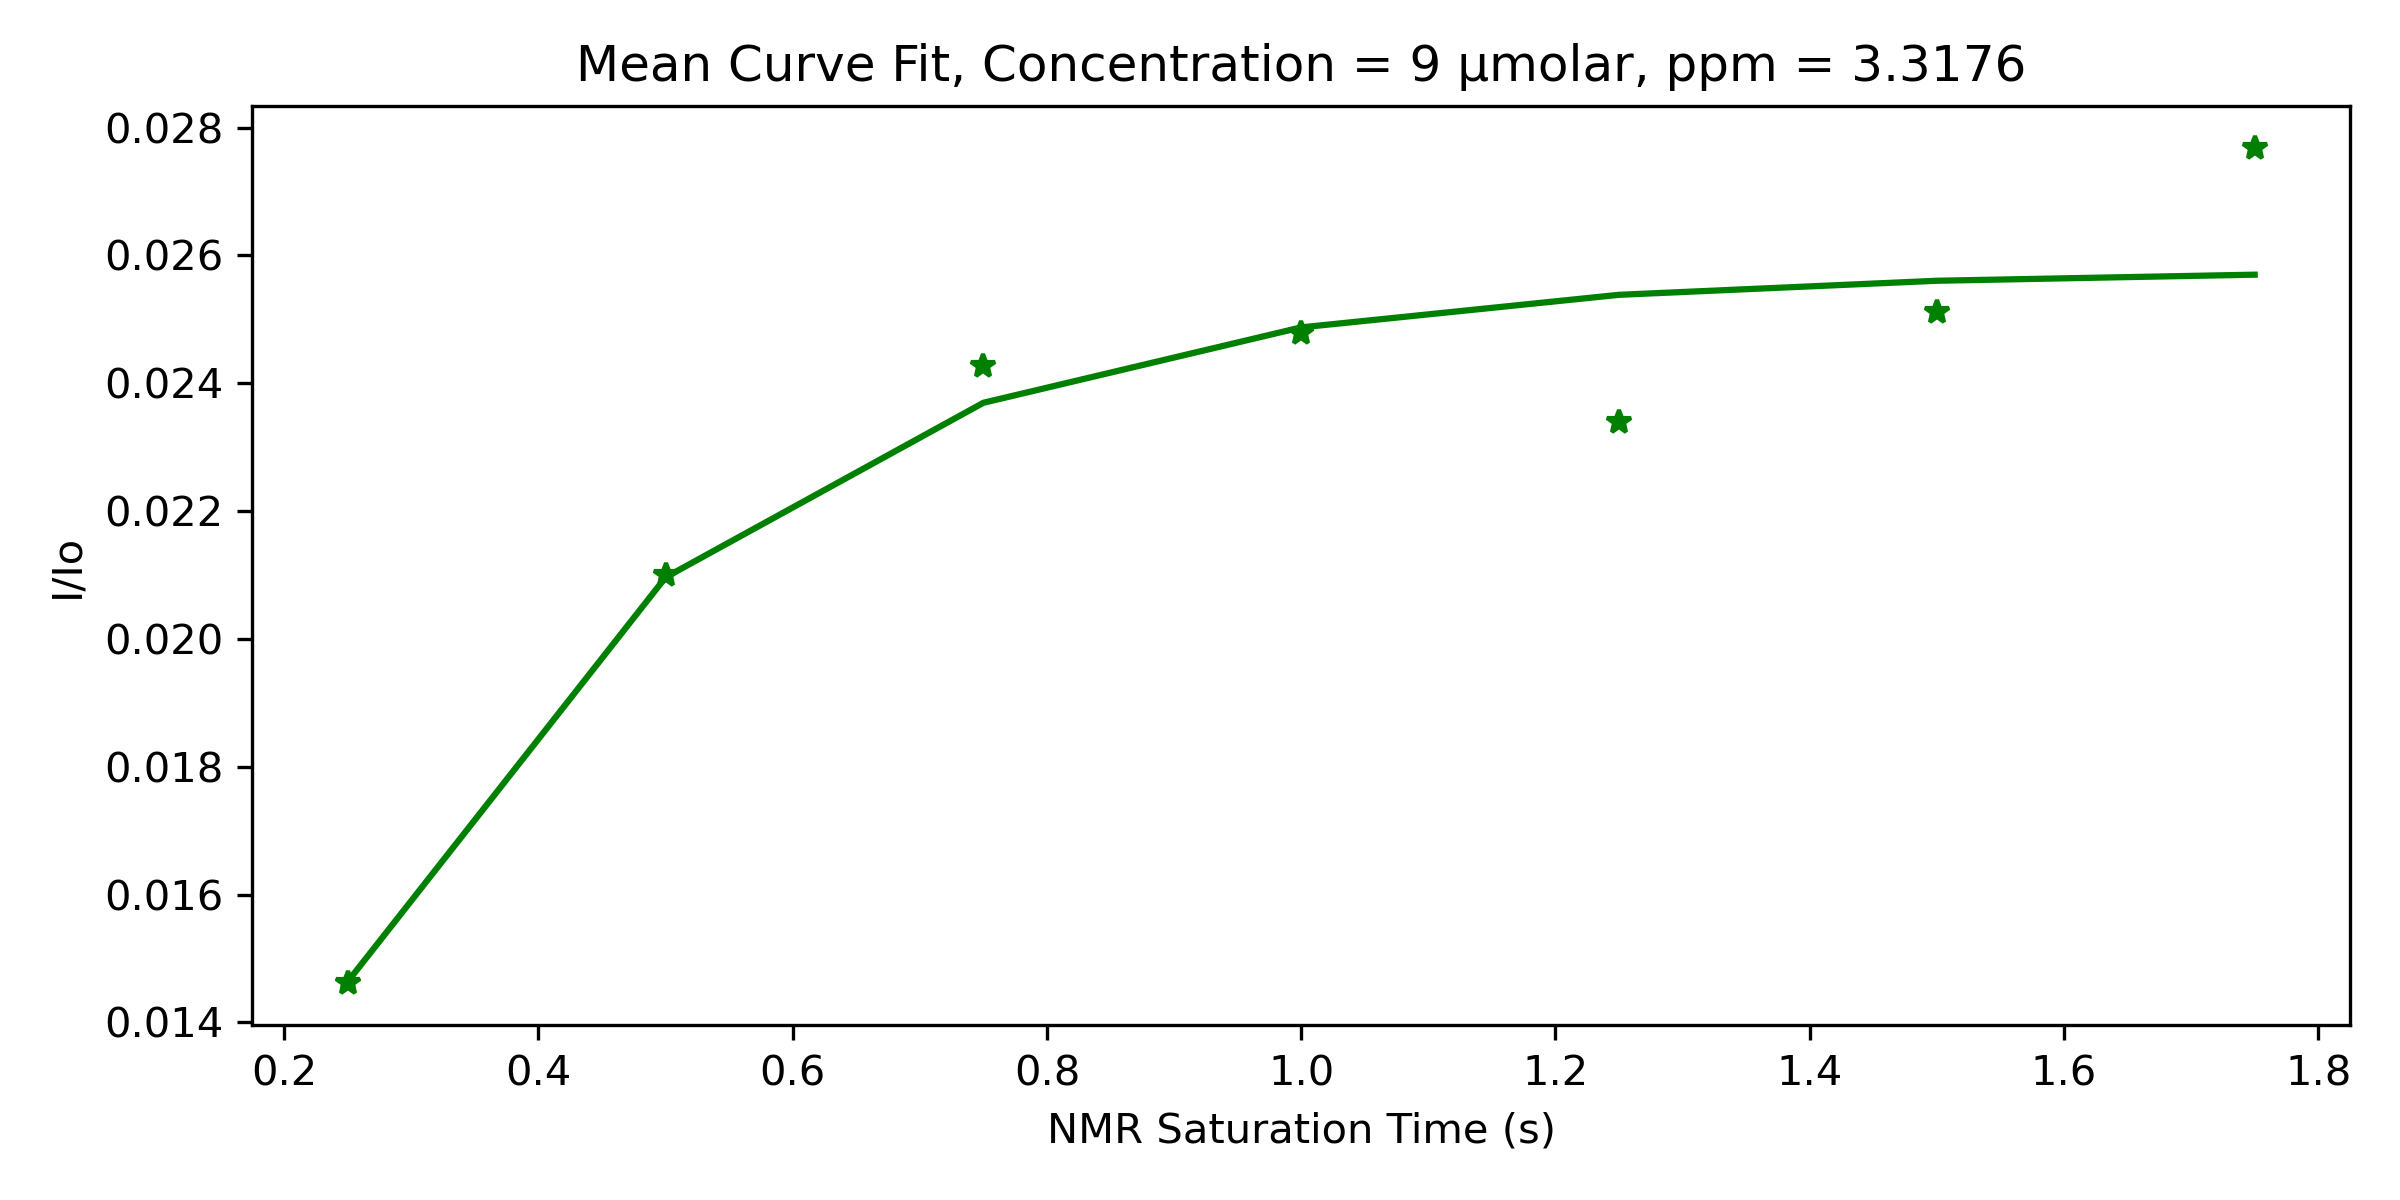 Mean Curve Fit, Concentration = 9 μmolar, ppm = 3.3176
0.028
0.026
0.024
0.022
0.020
0.018
0.016
0.014
I/Io
0.2 0.4 0.6 0.8 1.0 1.2 1.4 1.6 1.8
NMR Saturation Time (s)